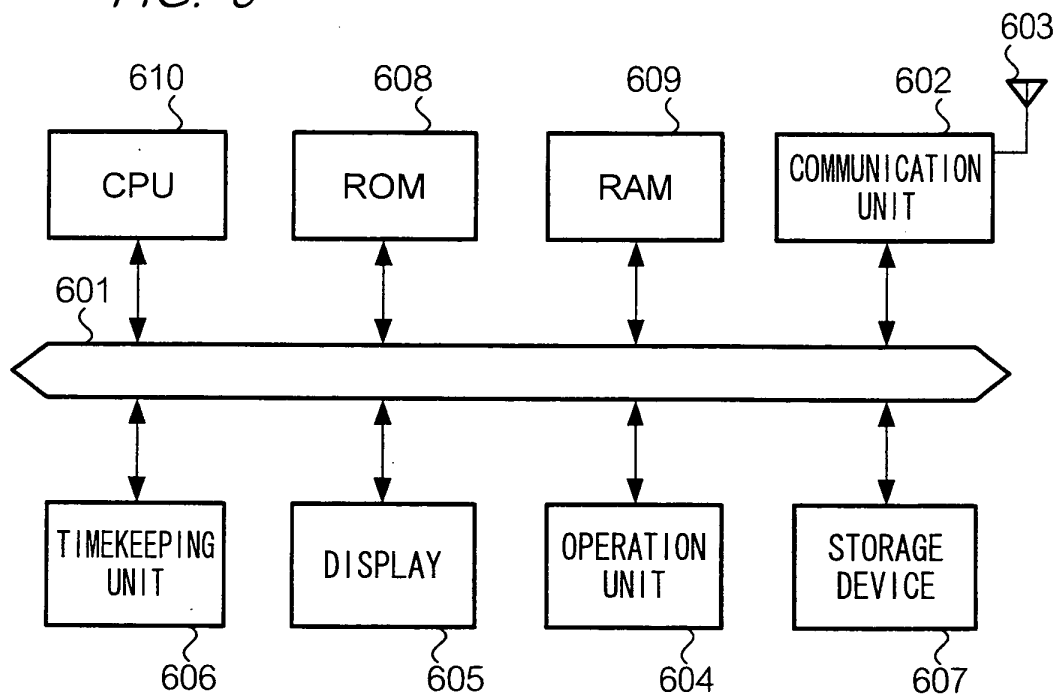 610
608
609
602
603
CPU
ROM
RAM
COMMUNICATION
UNIT
601
TIMEKEEPING
UNIT
DISPLAY
OPERATION
UNIT
STORAGE
DEVICE
606
605
604
607